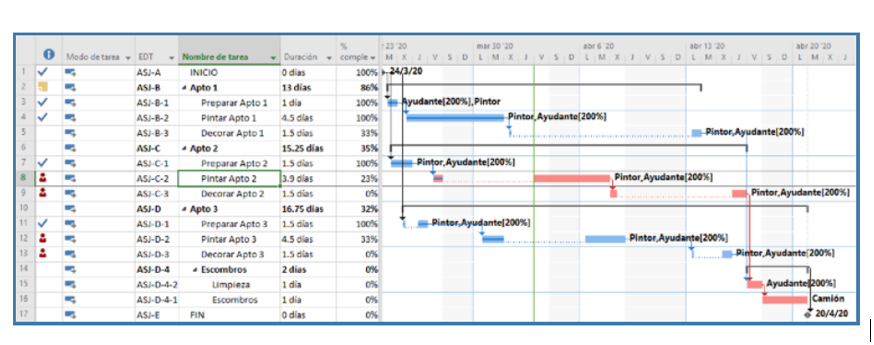 r 23 '20 mar 30 '20 abr 6 '20 abr 13 '20 abr 20 '20
Modo de tarea EDT Nombre de tarea Duración % comple M X J V S D L M X J V S D L M X J V S D L M X J V S D L M X J
1 ASJ-A INICIO 0 días 100% 24/3/20
2 ASJ-B Apto 1 13 días 86%
3 ASJ-B-1 Preparar Apto 1 1 día 100% Ayudante[200%],Pintor
4 ASJ-B-2 Pintar Apto 1 4.5 días 100% Pintor,Ayudante[200%]
5 ASJ-B-3 Decorar Apto 1 1.5 días 33% Pintor,Ayudante[200%]
6 ASJ-C Apto 2 15.25 días 35%
7 ASJ-C-1 Preparar Apto 2 1.5 días 100% Pintor,Ayudante[200%]
8 ASJ-C-2 Pintar Apto 2 3.9 días 23% Pintor,Ayudante[200%]
9 ASJ-C-3 Decorar Apto 2 1.5 días 0% Pintor,Ayudante[200%]
10 ASJ-D Apto 3 16.75 días 32%
11 ASJ-D-1 Preparar Apto 3 1.5 días 100% Pintor,Ayudante[200%]
12 ASJ-D-2 Pintar Apto 3 4.5 días 33% Pintor,Ayudante[200%]
13 ASJ-D-3 Decorar Apto 3 1.5 días 0% Pintor,Ayudante[200%]
14 ASJ-D-4 Escombros 2 días 0%
15 ASJ-D-4-2 Limpieza 1 día 0% Ayudante[200%]
16 ASJ-D-4-1 Escombros 1 día 0% Camión
17 ASJ-E FIN 0 días 0% 20/4/20